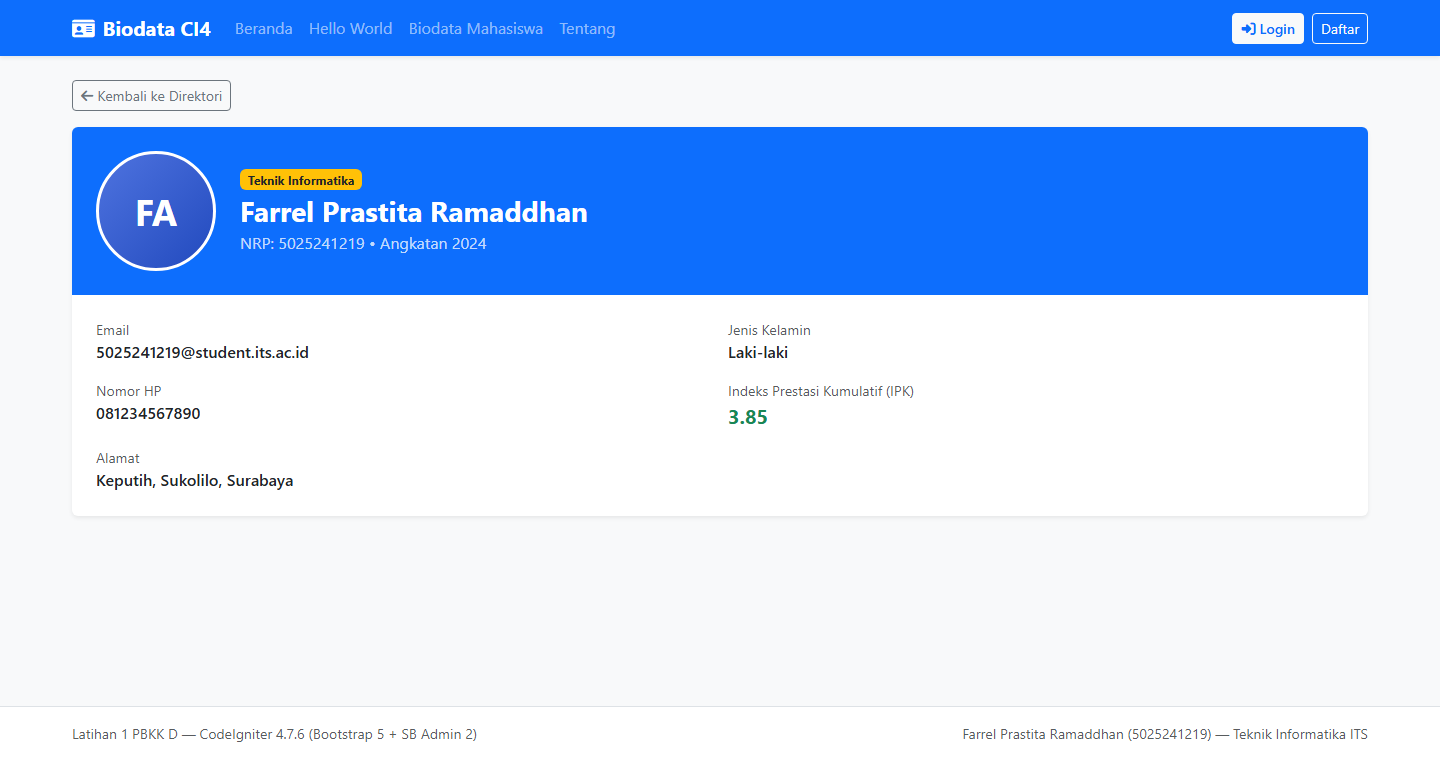 Biodata CI4 Beranda Hello World Biodata Mahasiswa Tentang Login Daftar
Kembali ke Direktori
FA
Teknik Informatika
Farrel Prastita Ramaddhan
NRP: 5025241219 • Angkatan 2024
Email
5025241219@student.its.ac.id
Jenis Kelamin
Laki-laki
Nomor HP
081234567890
Indeks Prestasi Kumulatif (IPK)
3.85
Alamat
Keputih, Sukolilo, Surabaya
Latihan 1 PBKK D — CodeIgniter 4.7.6 (Bootstrap 5 + SB Admin 2)
Farrel Prastita Ramaddhan (5025241219) — Teknik Informatika ITS